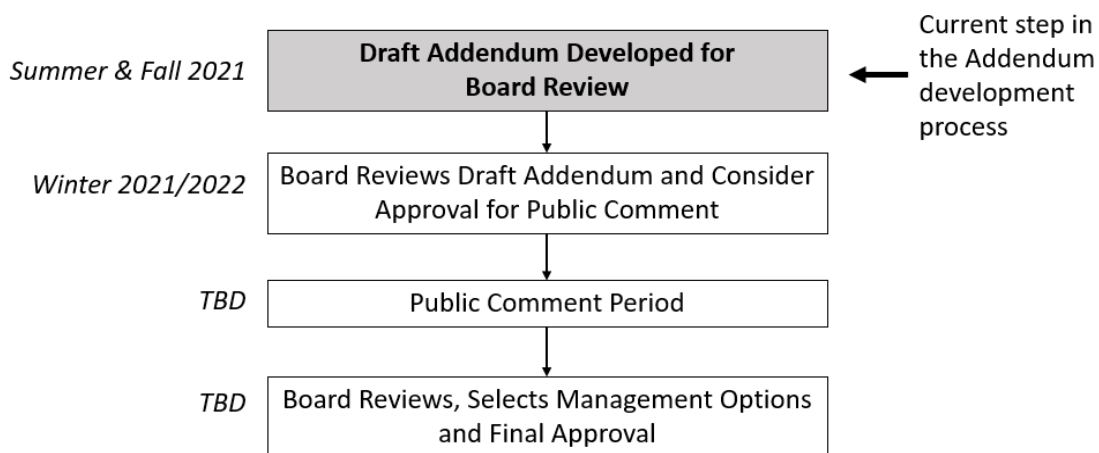 Summer & Fall 2021
Draft Addendum Developed for
Board Review
Current step in
the Addendum
development
process
Winter 2021/2022
Board Reviews Draft Addendum and Consider
Approval for Public Comment
TBD
Public Comment Period
TBD
Board Reviews, Selects Management Options
and Final Approval